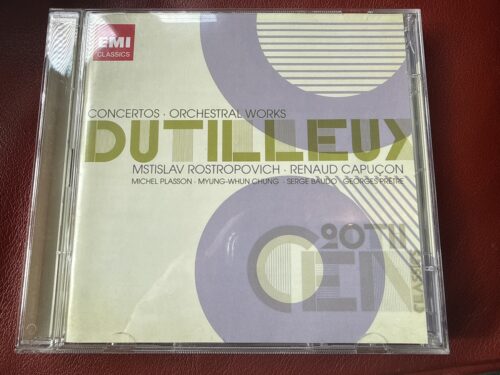 EMI
CLASSICS
CONCERTOS · ORCHESTRAL WORKS
DUTILLEUX
MSTISLAV ROSTROPOVICH · RENAUD CAPUÇON
MICHEL PLASSON · MYUNG-WHUN CHUNG · SERGE BAUDO · GEORGES PRÊTRE
20TH
CEN
CLASSICS